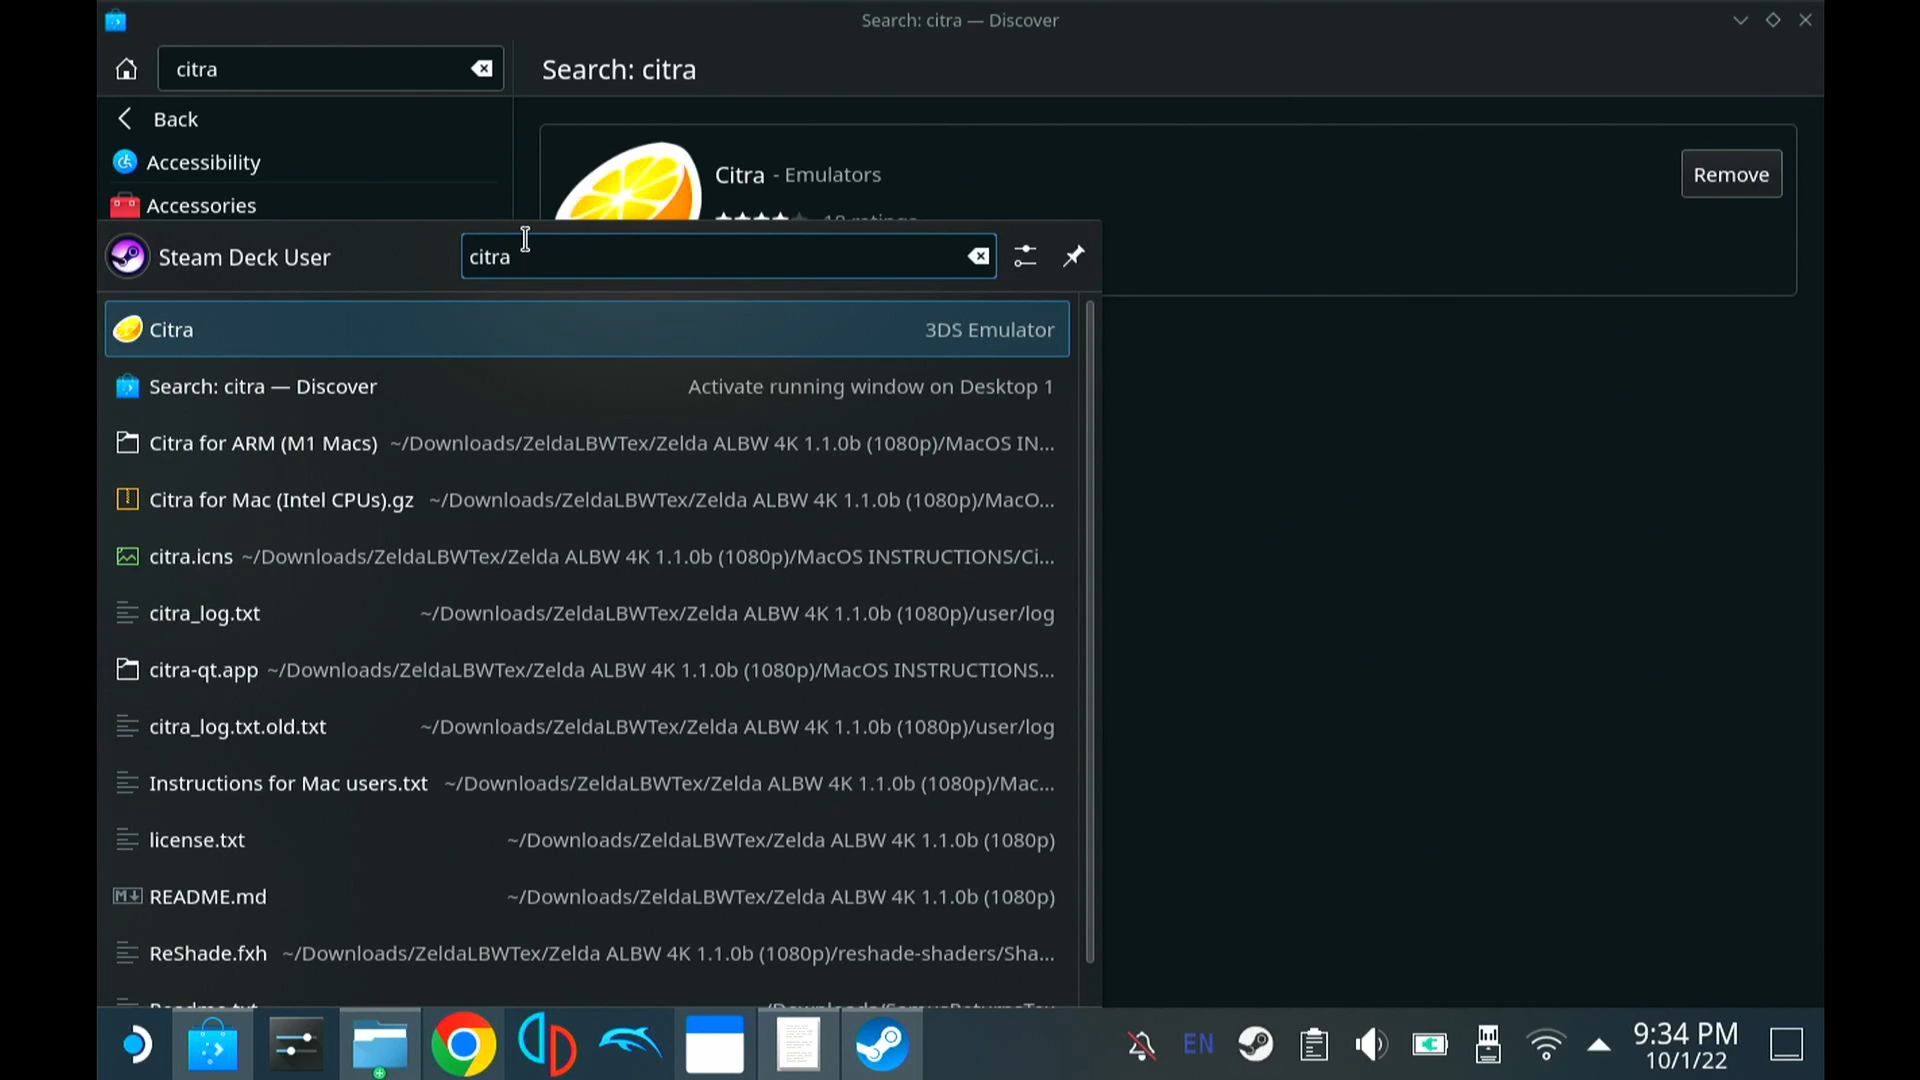 Search: citra — Discover
citra
Search: citra
Back
Accessibility
Accessories
Citra - Emulators
Remove
Steam Deck User
citra
Citra 3DS Emulator
Search: citra — Discover Activate running window on Desktop 1
Citra for ARM (M1 Macs) ~/Downloads/ZeldaLBWTex/Zelda ALBW 4K 1.1.0b (1080p)/MacOS IN...
Citra for Mac (Intel CPUs).gz ~/Downloads/ZeldaLBWTex/Zelda ALBW 4K 1.1.0b (1080p)/MacO...
citra.icns ~/Downloads/ZeldaLBWTex/Zelda ALBW 4K 1.1.0b (1080p)/MacOS INSTRUCTIONS/Ci...
citra_log.txt ~/Downloads/ZeldaLBWTex/Zelda ALBW 4K 1.1.0b (1080p)/user/log
citra-qt.app ~/Downloads/ZeldaLBWTex/Zelda ALBW 4K 1.1.0b (1080p)/MacOS INSTRUCTIONS...
citra_log.txt.old.txt ~/Downloads/ZeldaLBWTex/Zelda ALBW 4K 1.1.0b (1080p)/user/log
Instructions for Mac users.txt ~/Downloads/ZeldaLBWTex/Zelda ALBW 4K 1.1.0b (1080p)/Mac...
license.txt ~/Downloads/ZeldaLBWTex/Zelda ALBW 4K 1.1.0b (1080p)
README.md ~/Downloads/ZeldaLBWTex/Zelda ALBW 4K 1.1.0b (1080p)
ReShade.fxh ~/Downloads/ZeldaLBWTex/Zelda ALBW 4K 1.1.0b (1080p)/reshade-shaders/Sha...
EN
9:34 PM
10/1/22